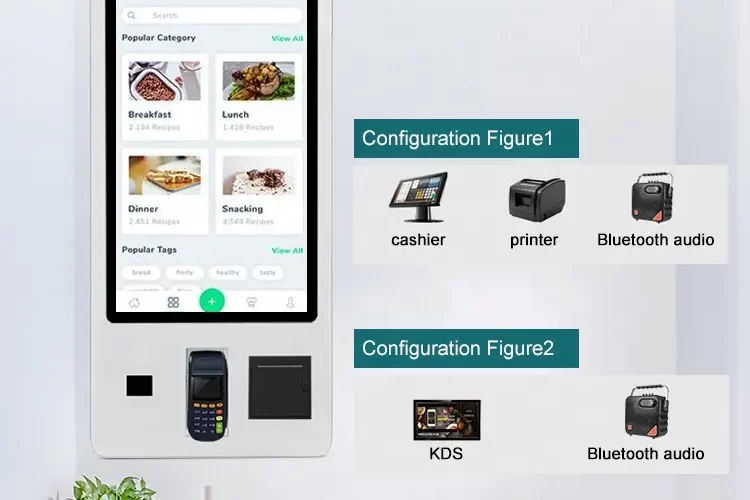 Search
Popular Category
View All
Breakfast
2,134 Recipes
Lunch
1,429 Recipes
Dinner
2,451 Recipes
Snacking
4,544 Recipes
Popular Tags
View All
bread
fruity
healthy
tasty
Configuration Figure1
cashier
printer
Bluetooth audio
Configuration Figure2
KDS
Bluetooth audio